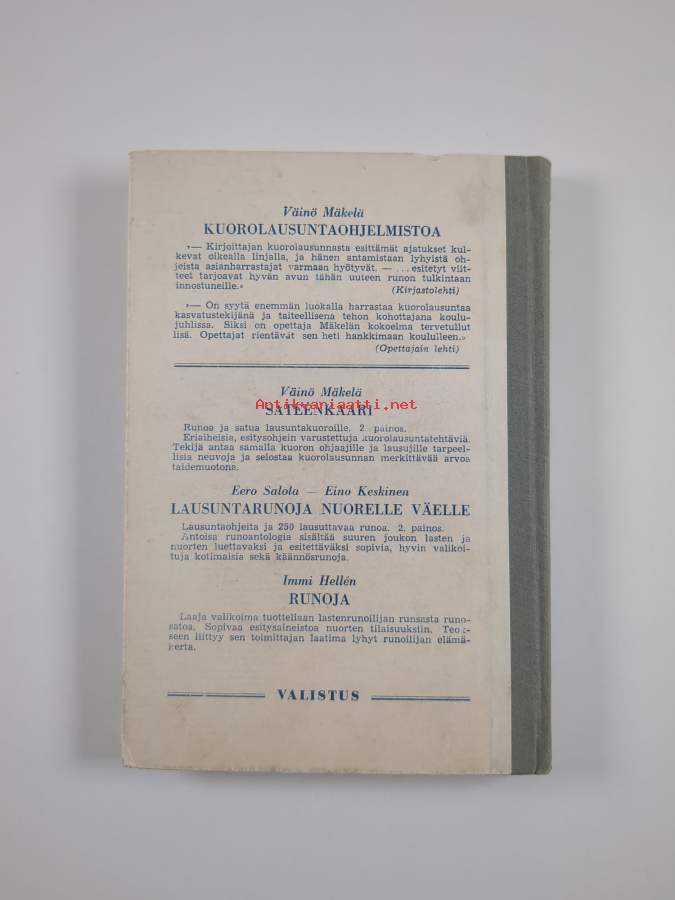 Väinö Mäkelä
KUOROLAUSUNTAOHJELMISTOA
»— Kirjoittajan kuorolausunnasta esittämät ajatukset kul-
kevat oikealla linjalla, ja hänen antamistaan lyhyistä oh-
jeista asianharrastajat varmaan hyötyvät. — ... esitetyt viit-
teet tarjoavat hyvän avun tähän uuteen runon tulkintaan
innostuneille.»
(Kirjastolehti)
»— On syytä enemmän luokalla harrastaa kuorolausuntaa
kasvatustekijänä ja taiteellisena tehon kohottajana koulu-
juhlissa. Siksi on opettaja Mäkelän kokoelma tervetullut
lisä. Opettajat rientävät sen heti hankkimaan koululleen.»
(Opettajain lehti)
Väinö Mäkelä
Antikvariaatti.net
SATEENKAARI
Runoa ja satua lausuntakuoroille. 2. painos.
Eriaiheisia, esitysohjein varustettuja kuorolausuntatehtäviä.
Tekijä antaa samalla kuoron ohjaajille ja lausujille tarpeel-
lisia neuvoja ja selostaa kuorolausunnan merkittävää arvoa
taidemuotona.
Eero Salola — Eino Keskinen
LAUSUNTARUNOJA NUORELLE VÄELLE
Lausuntaohjeita ja 250 lausuttavaa runoa. 2. painos.
Antoisa runoantologia sisältää suuren joukon lasten ja
nuorten luettavaksi ja esitettäväksi sopivia, hyvin valikoi-
tuja kotimaisia sekä käännösrunoja.
Immi Hellén
RUNOJA
Laaja valikoima tuotteliaan lastenrunoilijan runsasta runo-
satoa. Sopivaa esitysaineistoa nuorten tilaisuuksiin. Teok-
seen liittyy sen toimittajan laatima lyhyt runoilijan elämä-
kerta.
VALISTUS